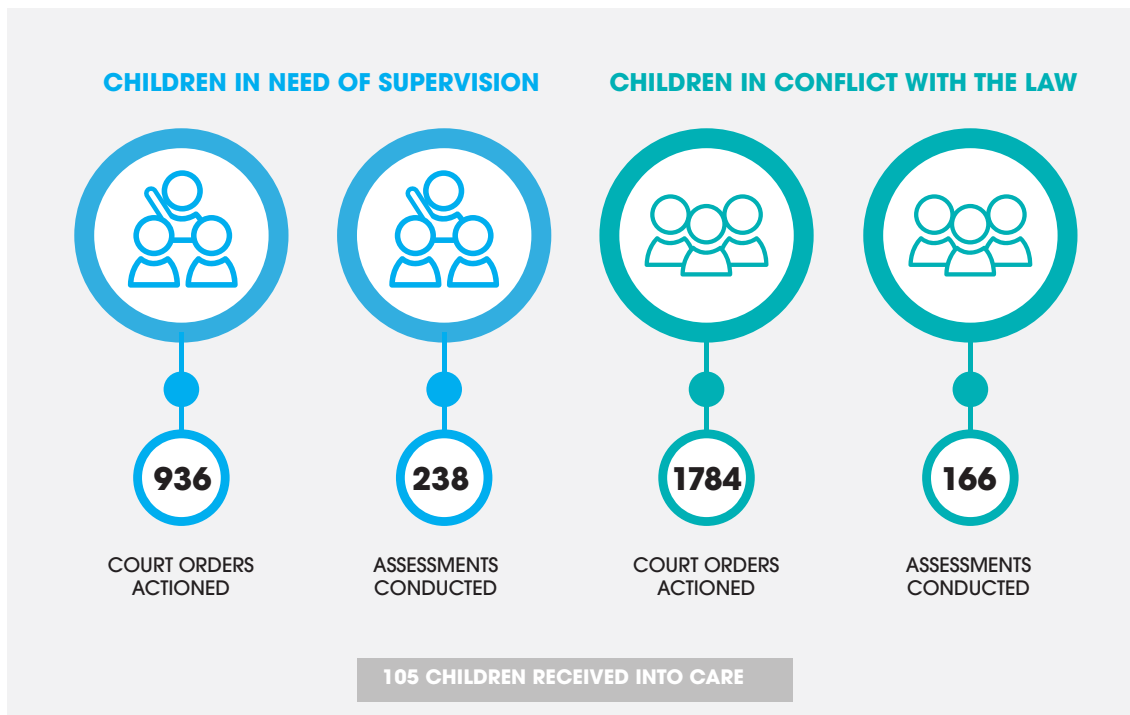 CHILDREN IN NEED OF SUPERVISION
CHILDREN IN CONFLICT WITH THE LAW
936
238
1784
166
COURT ORDERS
ACTIONED
ASSESSMENTS
CONDUCTED
COURT ORDERS
ACTIONED
ASSESSMENTS
CONDUCTED
105 CHILDREN RECEIVED INTO CARE